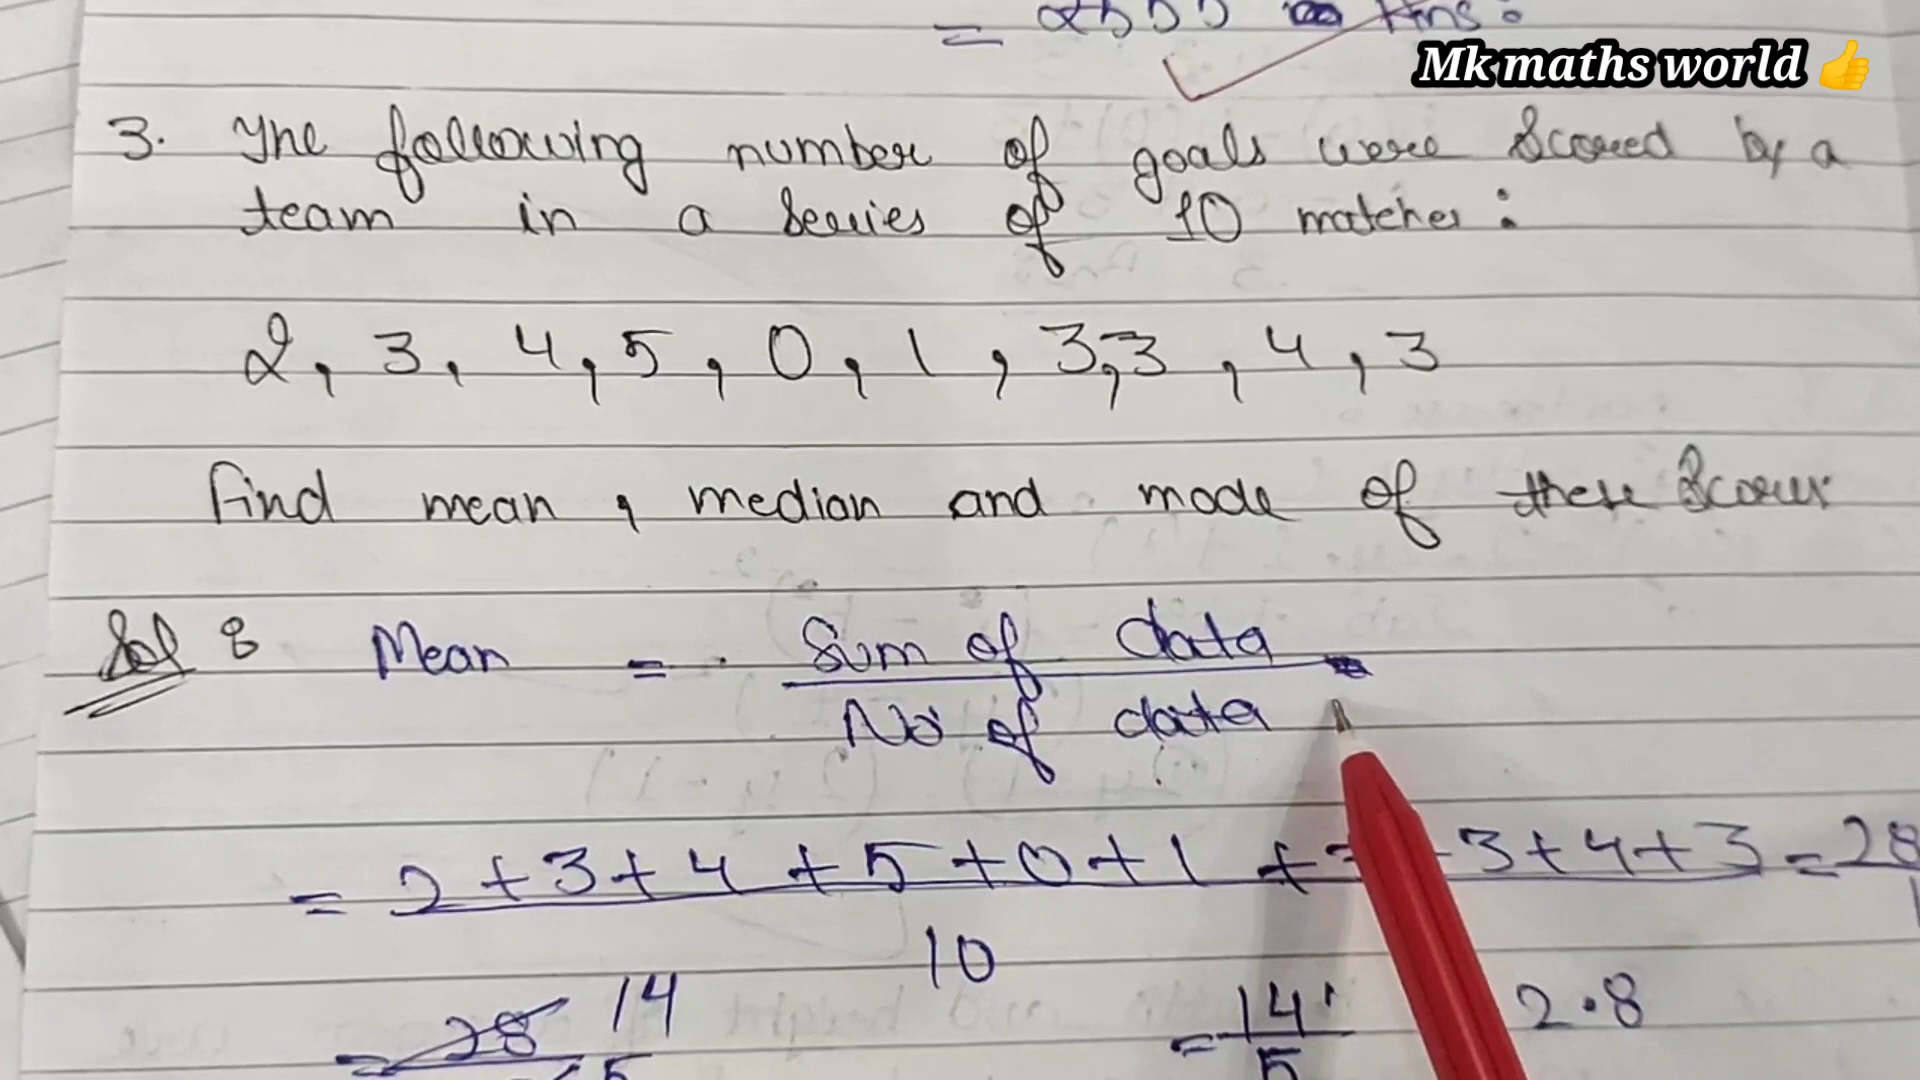 = 2555 Ans.
Mk maths world
3. The following number of goals were Scored by a
team in a Series of 10 matches :
2, 3, 4, 5, 0, 1, 3, 3, 4, 3
Find mean, median and mode of these Scores
Sol : Mean = Sum of data
No of data
= 2 + 3 + 4 + 5 + 0 + 1 + 3 + 3 + 4 + 3 = 28
10
= 28 14 = 14 2.8
5 5